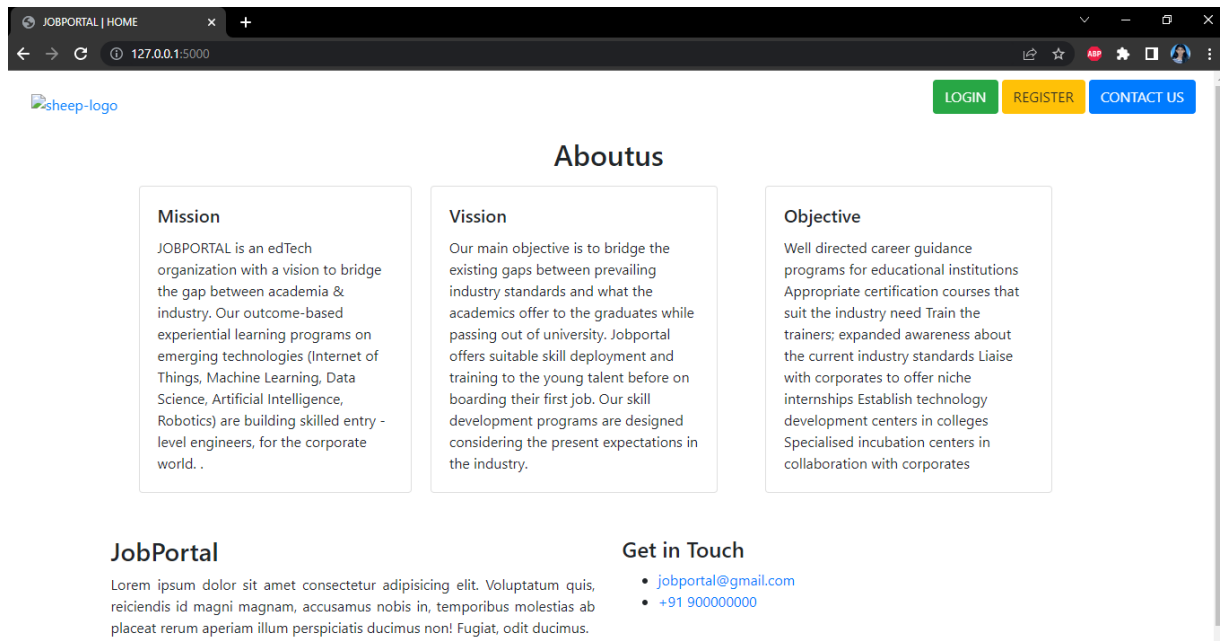 JOBPORTAL | HOME
127.0.0.1:5000
ABP
sheep-logo
LOGIN REGISTER CONTACT US
Aboutus
Mission
JOBPORTAL is an edTech
organization with a vision to bridge
the gap between academia &
industry. Our outcome-based
experiential learning programs on
emerging technologies (Internet of
Things, Machine Learning, Data
Science, Artificial Intelligence,
Robotics) are building skilled entry -
level engineers, for the corporate
world. .
Vission
Our main objective is to bridge the
existing gaps between prevailing
industry standards and what the
academics offer to the graduates while
passing out of university. Jobportal
offers suitable skill deployment and
training to the young talent before on
boarding their first job. Our skill
development programs are designed
considering the present expectations in
the industry.
Objective
Well directed career guidance
programs for educational institutions
Appropriate certification courses that
suit the industry need Train the
trainers; expanded awareness about
the current industry standards Liaise
with corporates to offer niche
internships Establish technology
development centers in colleges
Specialised incubation centers in
collaboration with corporates
JobPortal
Lorem ipsum dolor sit amet consectetur adipisicing elit. Voluptatum quis,
reiciendis id magni magnam, accusamus nobis in, temporibus molestias ab
placeat rerum aperiam illum perspiciatis ducimus non! Fugiat, odit ducimus.
Get in Touch
jobportal@gmail.com
+91 900000000